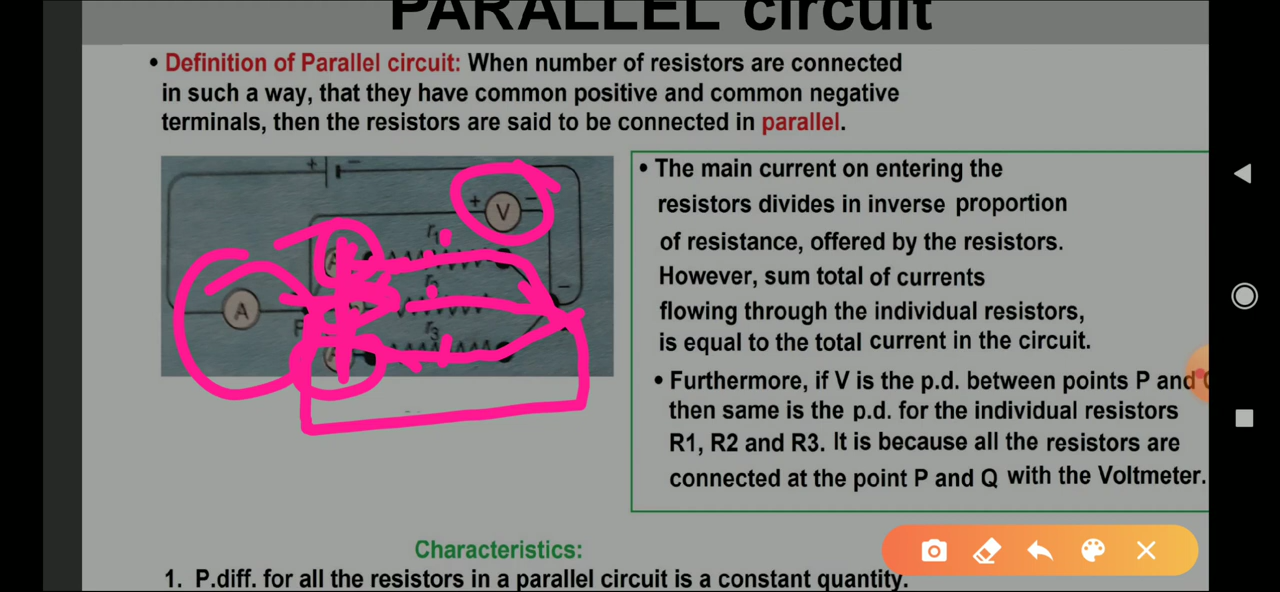 PARALLEL circuit
• Definition of Parallel circuit: When number of resistors are connected
in such a way, that they have common positive and common negative
terminals, then the resistors are said to be connected in parallel.
+ −
+ V −
r1
A
r2
A
P
−
r3
A
• The main current on entering the
resistors divides in inverse proportion
of resistance, offered by the resistors.
However, sum total of currents
flowing through the individual resistors,
is equal to the total current in the circuit.
• Furthermore, if V is the p.d. between points P and
then same is the p.d. for the individual resistors
R1, R2 and R3. It is because all the resistors are
connected at the point P and Q with the Voltmeter.
Characteristics:
1. P.diff. for all the resistors in a parallel circuit is a constant quantity.